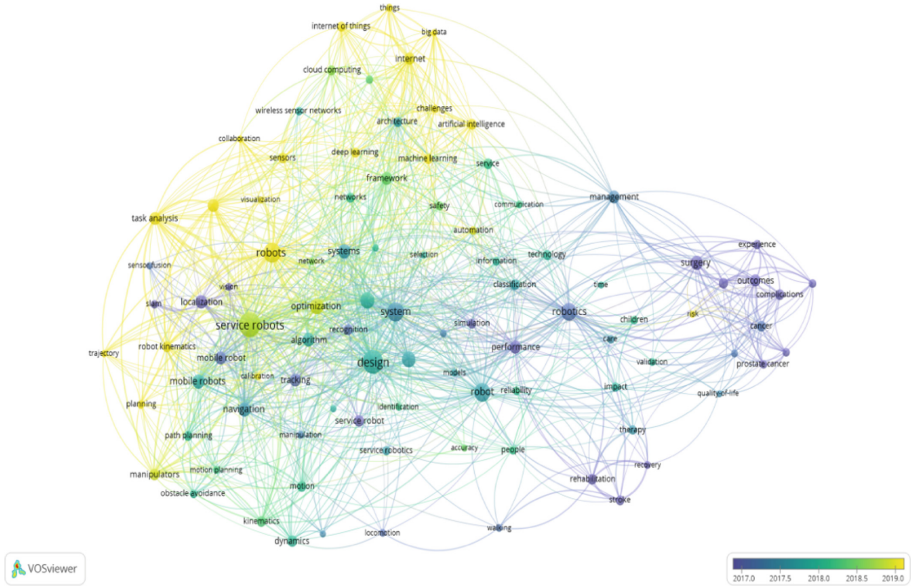 things
internet of things
big data
internet
cloud computing
wireless sensor networks
challenges
architecture
artificial intelligence
collaboration
deep learning
machine learning
sensors
service
framework
visualization
networks
safety
communication
management
task analysis
automation
robots
systems
selection
technology
network
information
experience
sensor fusion
surgery
vision
classification
time
outcomes
complications
slam
localization
optimization
system
robotics
risk
service robots
recognition
simulation
children
cancer
algorithm
care
trajectory
robot kinematics
performance
mobile robot
design
validation
prostate cancer
calibration
models
mobile robots
tracking
robot
reliability
impact
quality-of-life
planning
navigation
identification
service robot
therapy
path planning
manipulation
service robotics
accuracy
people
manipulators
motion planning
recovery
rehabilitation
obstacle avoidance
motion
stroke
kinematics
walking
dynamics
locomotion
VOSviewer
2017.0 2017.5 2018.0 2018.5 2019.0